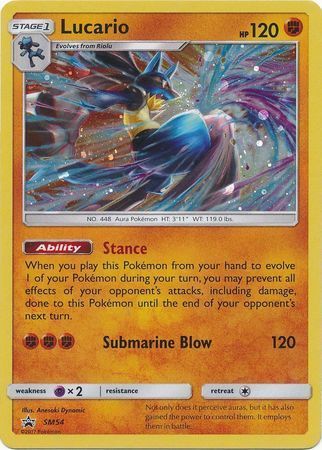 STAGE 1 Lucario HP 120
Evolves from Riolu
NO. 448 Aura Pokémon HT: 3'11" WT: 119.0 lbs.
Ability Stance
When you play this Pokémon from your hand to evolve
1 of your Pokémon during your turn, you may prevent all
effects of your opponent's attacks, including damage,
done to this Pokémon until the end of your opponent's
next turn.
Submarine Blow 120
weakness ×2 resistance retreat
Illus. Anesaki Dynamic
SM54
©2017 Pokémon
Not only does it perceive auras, but it has also
gained the power to control them. It employs
them in battle.